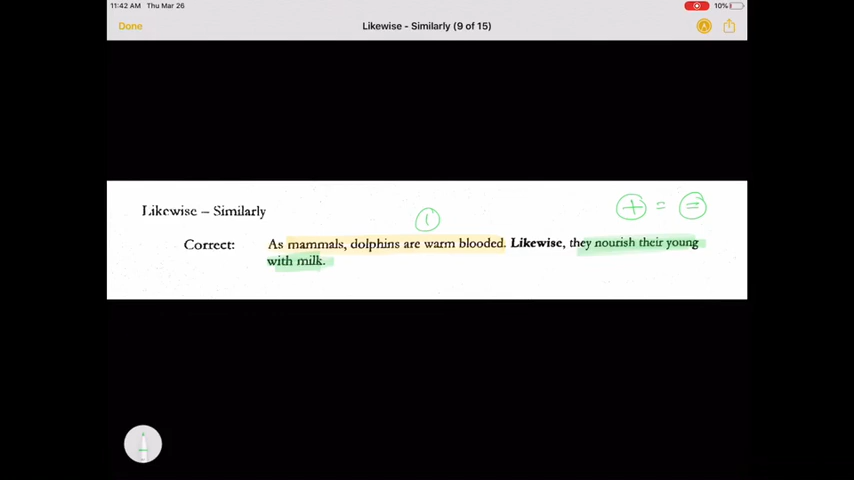 11:42 AM Thu Mar 26
10%
Done
Likewise - Similarly (9 of 15)
Likewise – Similarly
1
+ = =
Correct: As mammals, dolphins are warm blooded. Likewise, they nourish their young
with milk.